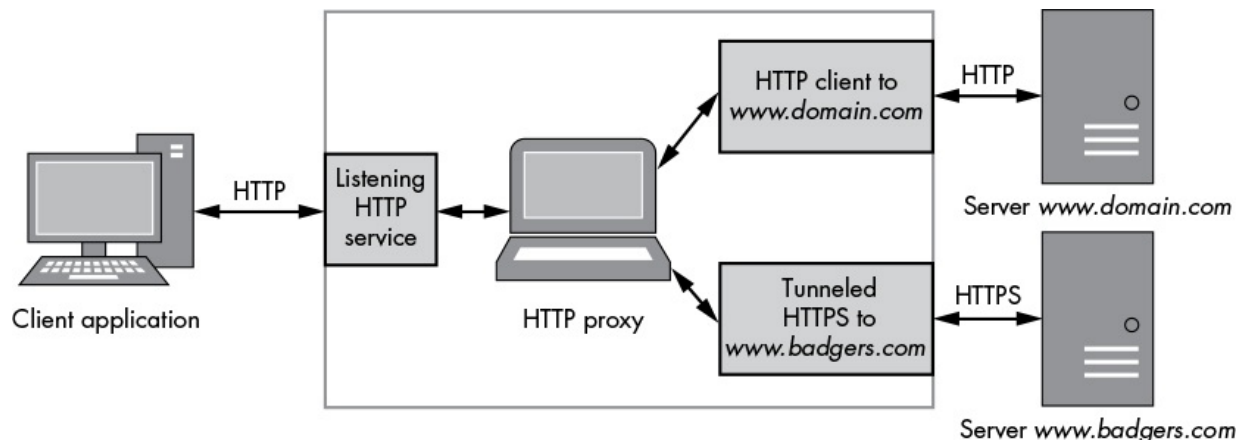 HTTP client to
www.domain.com
HTTP
Server www.domain.com
HTTP
Listening
HTTP
service
Client application
HTTP proxy
Tunneled
HTTPS to
www.badgers.com
HTTPS
Server www.badgers.com